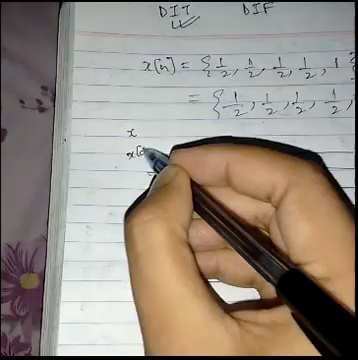 DIT DIF
x[n] = {1/2, 1/2, 1/2, 1/2, 1
= {1/2, 1/2, 1/2, 1/2,
x
x[